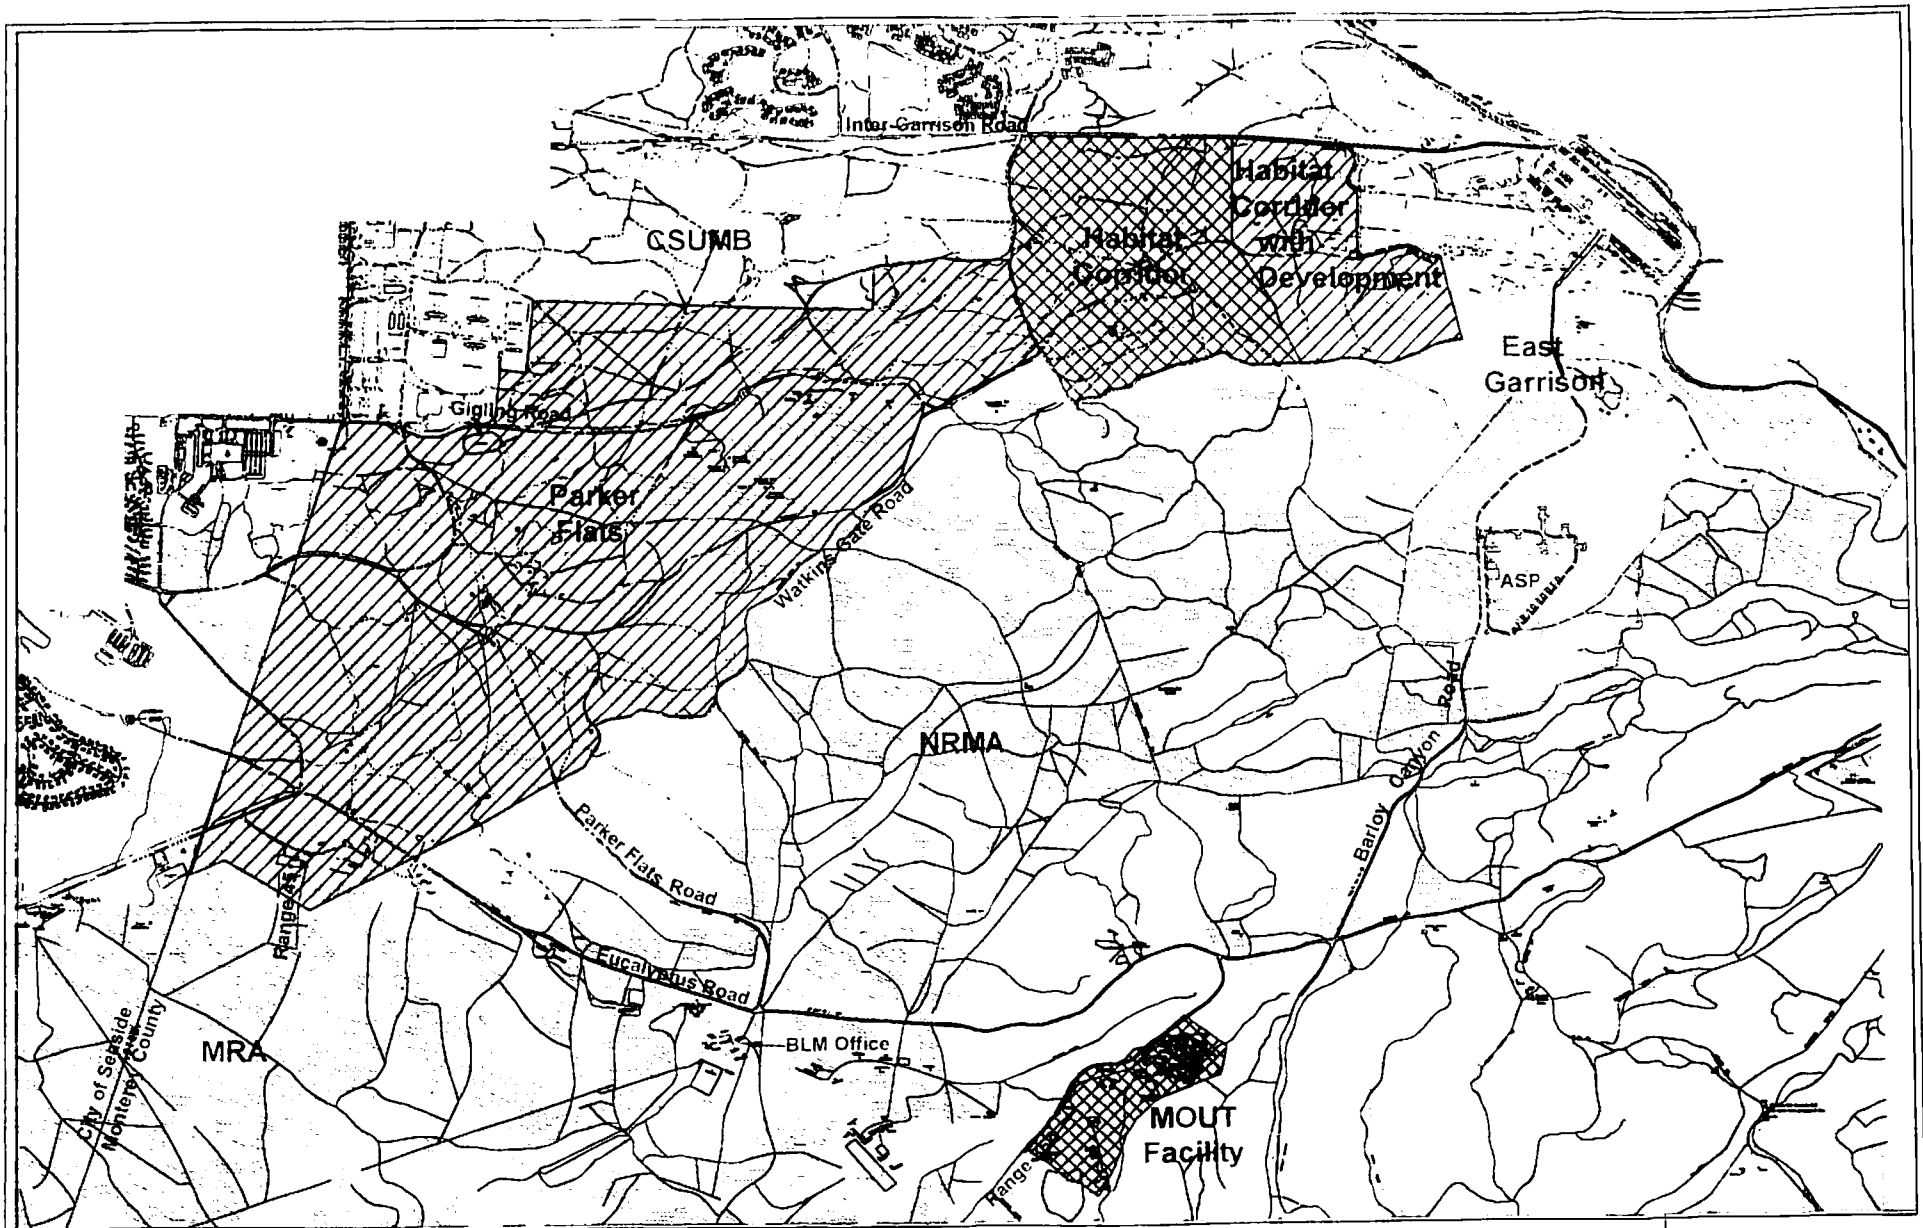 Inter-Garrison Road
Habitat
Corridor
with
Development
Habitat
Corridor
CSUMB
East
Garrison
Gigling Road
Parker
Flats
Watkins Gate Road
ASP
NRMA
Barloy Canyon Road
Parker Flats Road
Range 45
Eucalyptus Road
City of Seaside
Monterey County
MRA
BLM Office
MOUT
Facility
Range